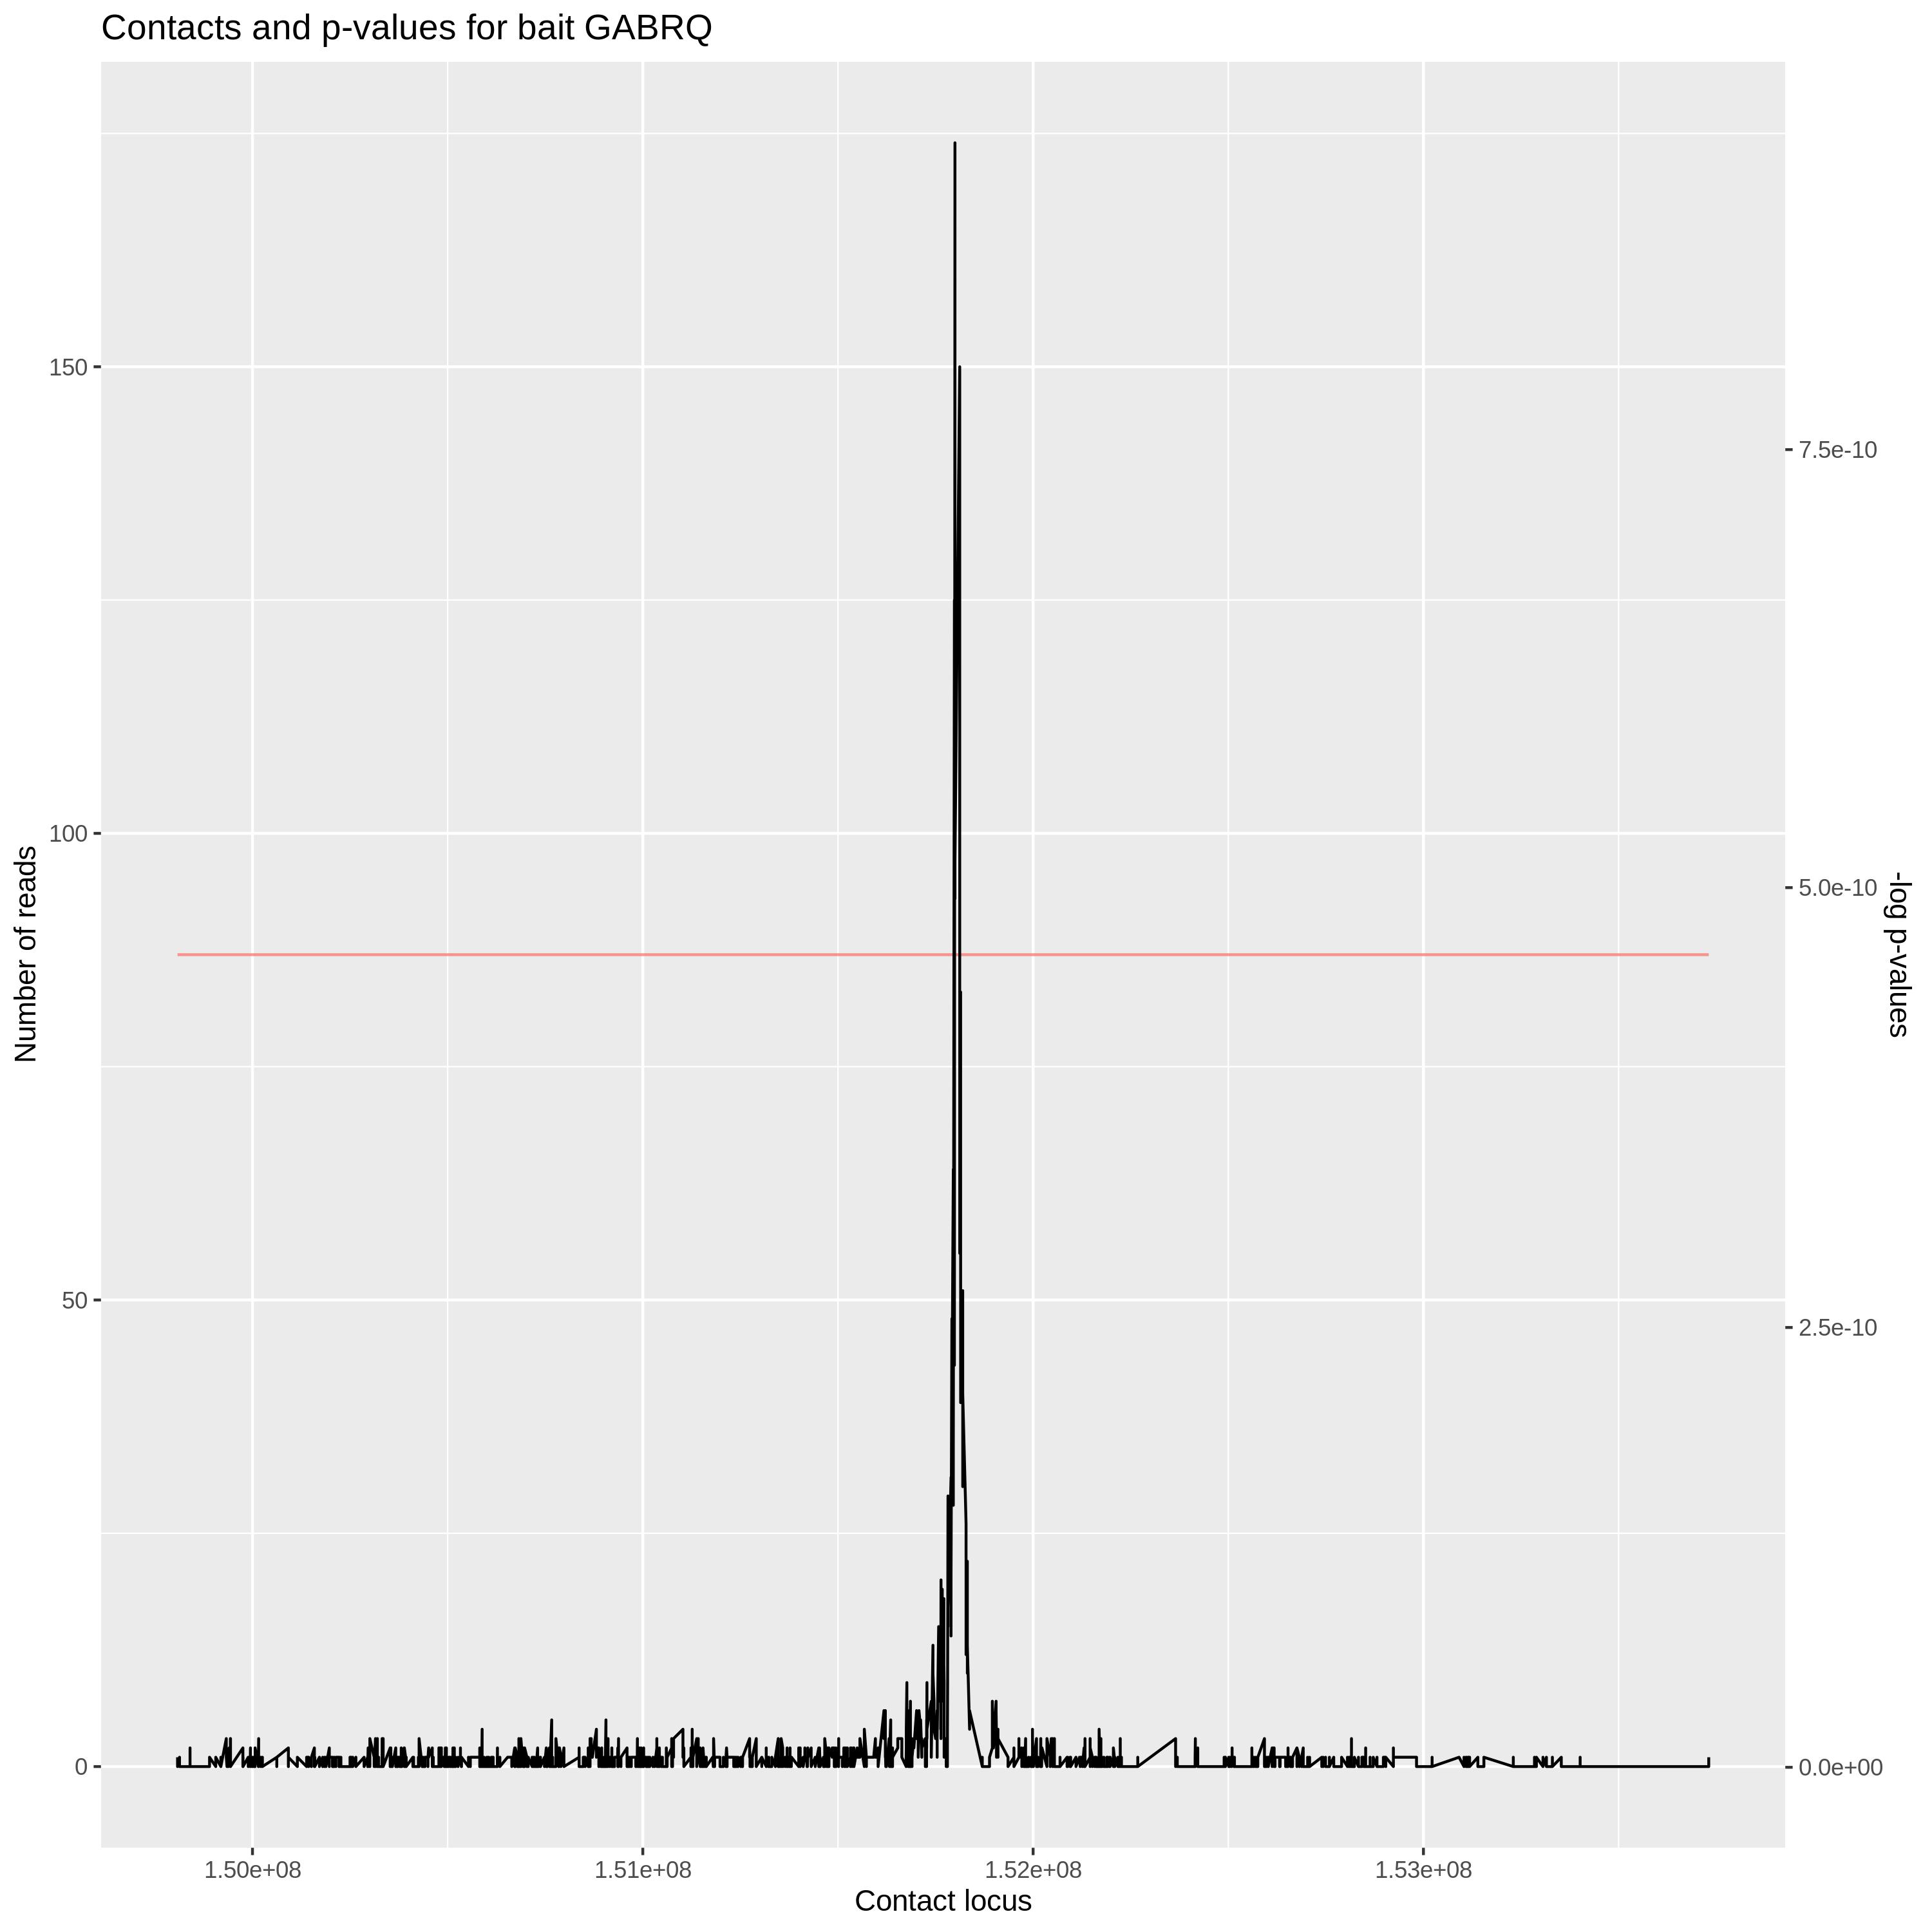 Contacts and p-values for bait GABRQ
150
100
50
0
Number of reads
7.5e-10
5.0e-10
2.5e-10
0.0e+00
-log p-values
1.50e+08 1.51e+08 1.52e+08 1.53e+08
Contact locus